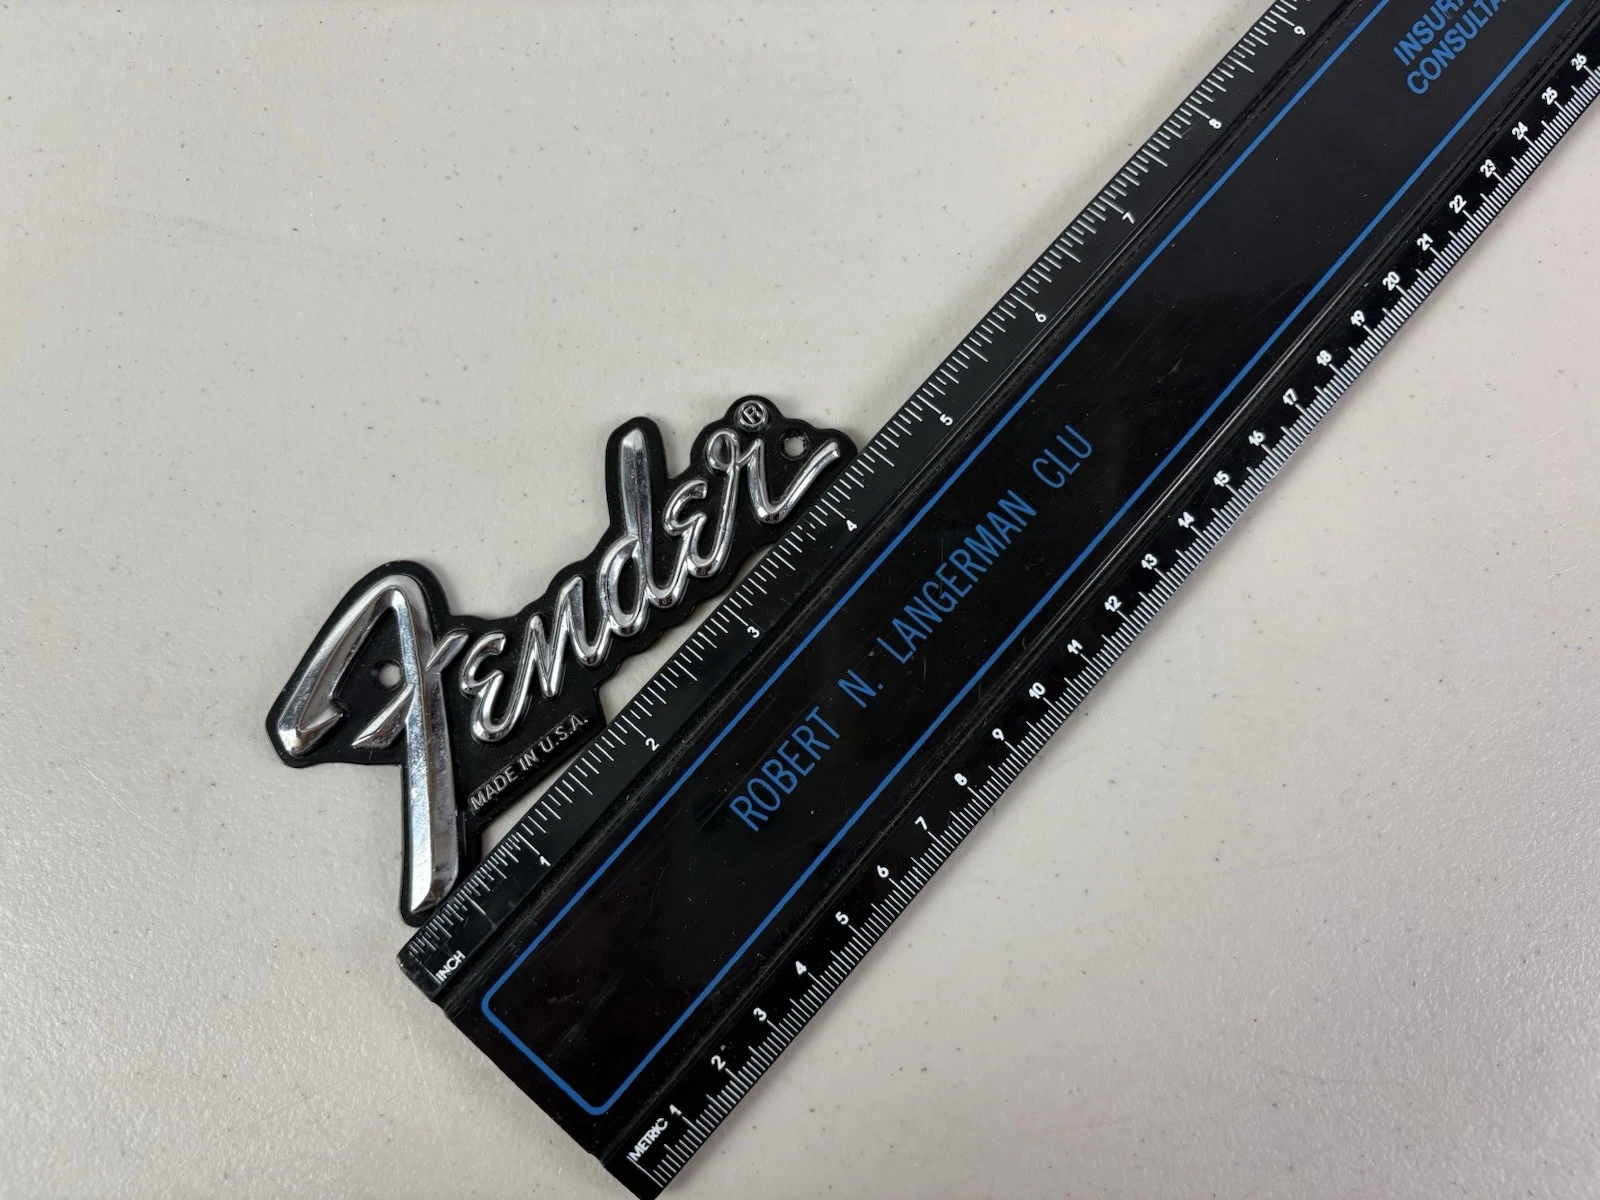 Fender®
MADE IN U.S.A.
INCH 1 2 3 4 5 6 7 8 9
ROBERT N. LANGERMAN CLU
METRIC 1 2 3 4 5 6 7 8 9 10 11 12 13 14 15 16 17 18 19 20 21 22 23 24 25 26